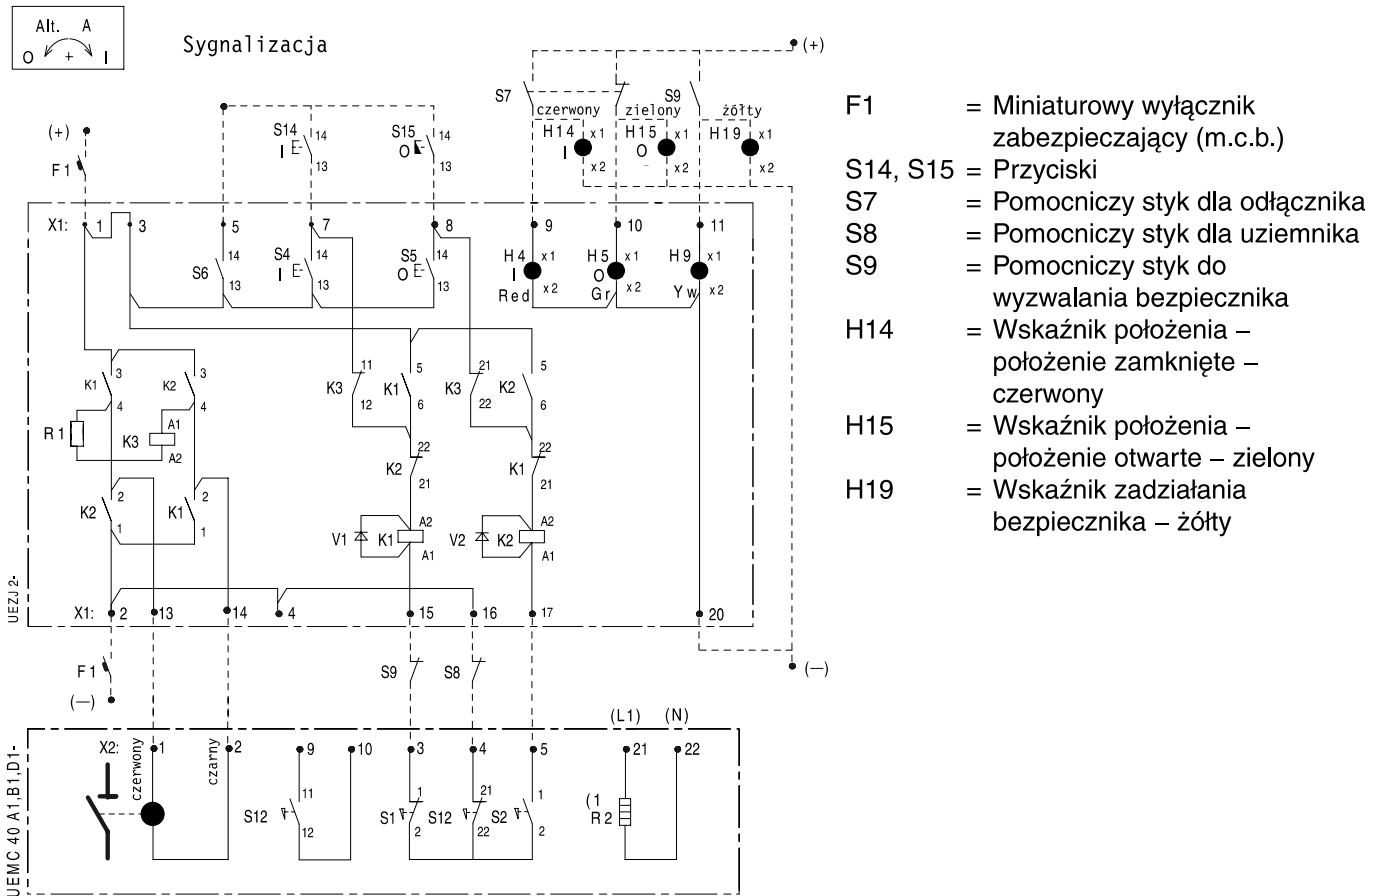 Alt. A
O + I
Sygnalizacja
(+)
S7
S9
czerwony
zielony
żółty
H14 x1
I
x2
H15 x1
O
x2
H19 x1
x2
(+)
F1
S14 14
I E-
13
S15 14
O
13
X1: 1 3 5 7 8 9 10 11
S6 14
13
S4 14
I E-
13
S5 14
O E-
13
H4 x1
I
x2
Red
H5 x1
O
x2
Gr
H9 x1
x2
Yw
K1 3
4
K2 3
4
R1
K3 A1
A2
K3 11
12
K1 5
6
K3 21
22
K2 5
6
K2 22
21
K1 22
21
K2 2
1
K1 2
1
V1 K1 A2
A1
V2 K2 A2
A1
UEZJ 2-
X1: 2 13 14 4 15 16 17 20
F1
(—)
S9
S8
(—)
(L1) (N)
UEMC 40 A1,B1,D1-
X2: 1 2 9 10 3 4 5 21 22
czerwony
czarny
S12 11
12
S1 1
2
S12 21
22
S2 1
2
(1
R2
F1 = Miniaturowy wyłącznik
zabezpieczający (m.c.b.)
S14, S15 = Przyciski
S7 = Pomocniczy styk dla odłącznika
S8 = Pomocniczy styk dla uziemnika
S9 = Pomocniczy styk do
wyzwalania bezpiecznika
H14 = Wskaźnik położenia –
położenie zamknięte –
czerwony
H15 = Wskaźnik położenia –
położenie otwarte – zielony
H19 = Wskaźnik zadziałania
bezpiecznika – żółty